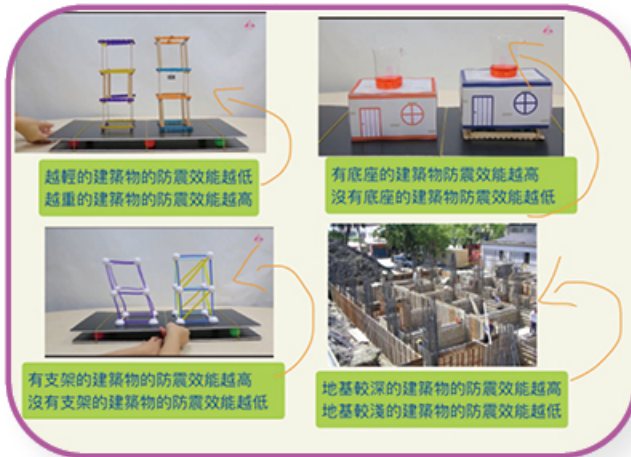 越輕的建築物的防震效能越低
越重的建築物的防震效能越高
有底座的建築物防震效能越高
沒有底座的建築物防震效能越低
有支架的建築物的防震效能越高
沒有支架的建築物的防震效能越低
地基較深的建築物的防震效能越高
地基較淺的建築物的防震效能越低